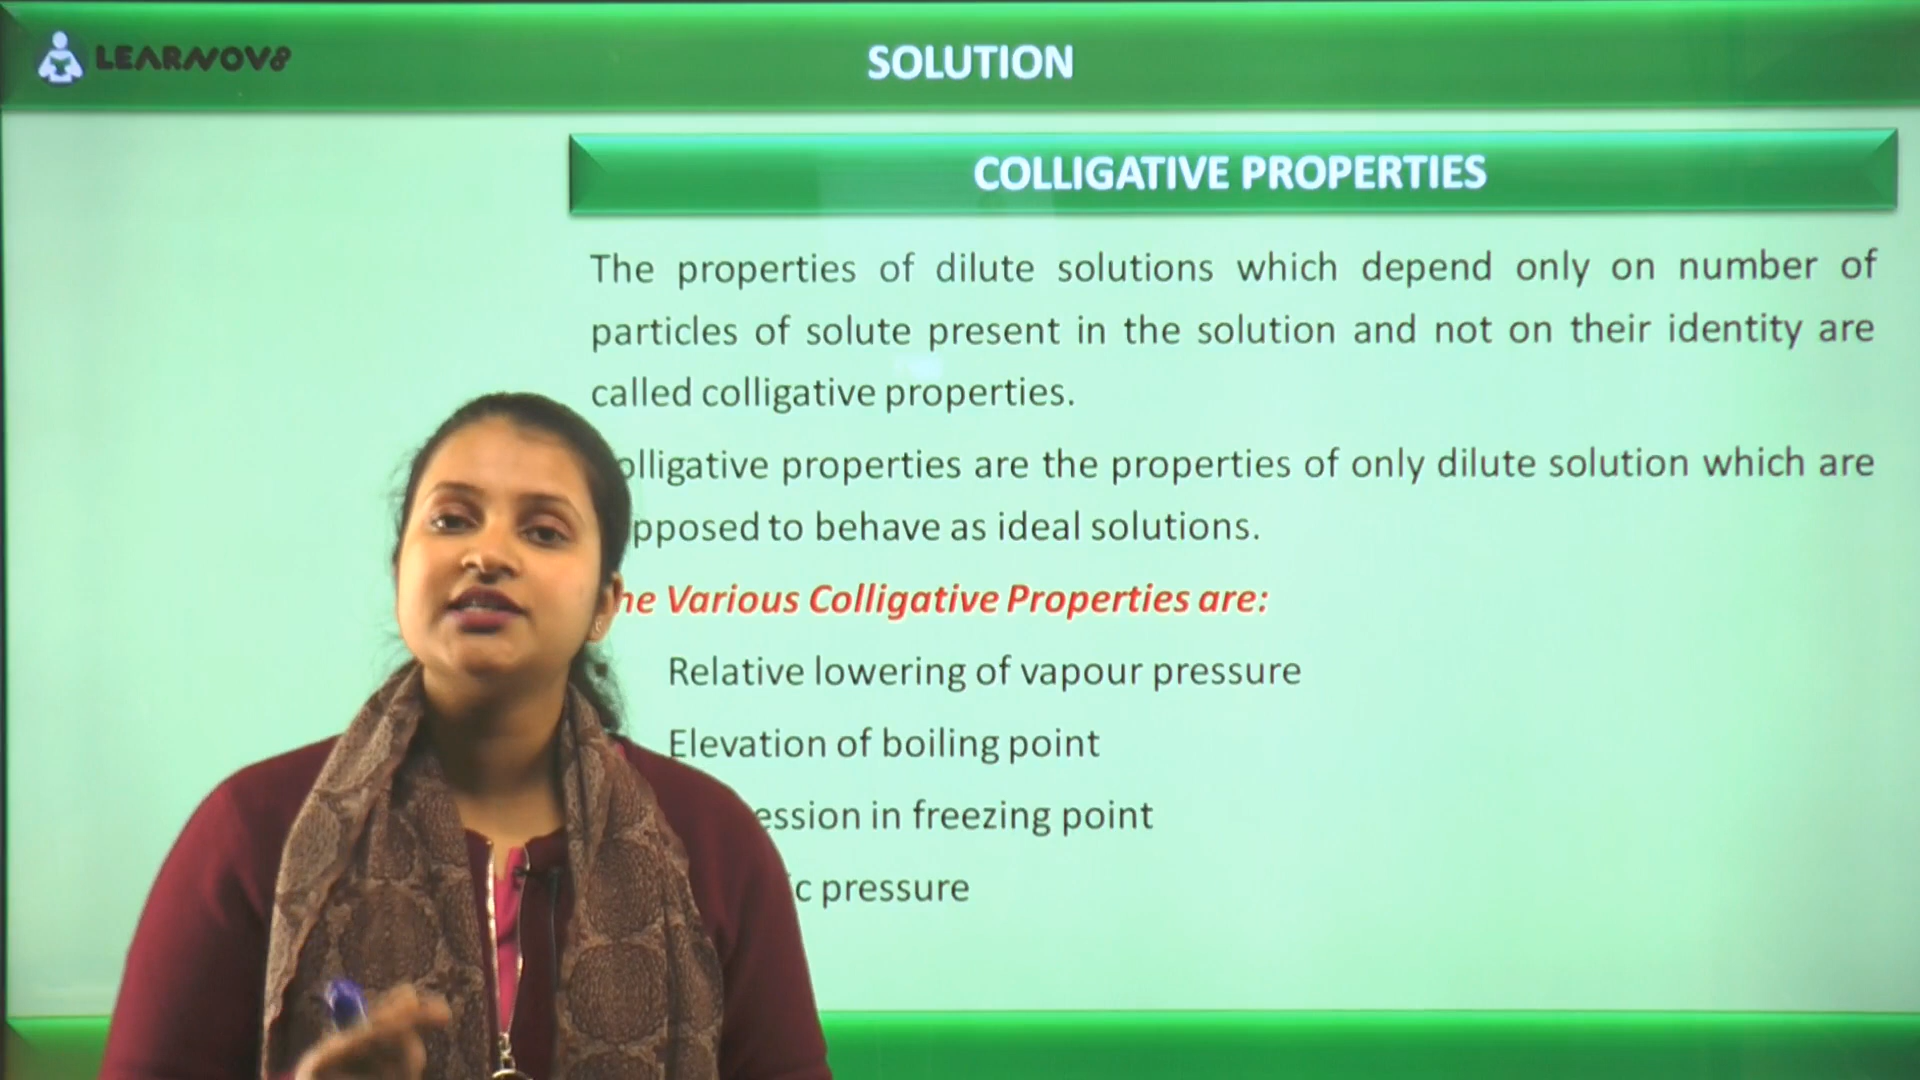 LEARNOV8
SOLUTION
COLLIGATIVE PROPERTIES
The properties of dilute solutions which depend only on number of
particles of solute present in the solution and not on their identity are
called colligative properties.
olligative properties are the properties of only dilute solution which are
pposed to behave as ideal solutions.
he Various Colligative Properties are:
Relative lowering of vapour pressure
Elevation of boiling point
ession in freezing point
c pressure